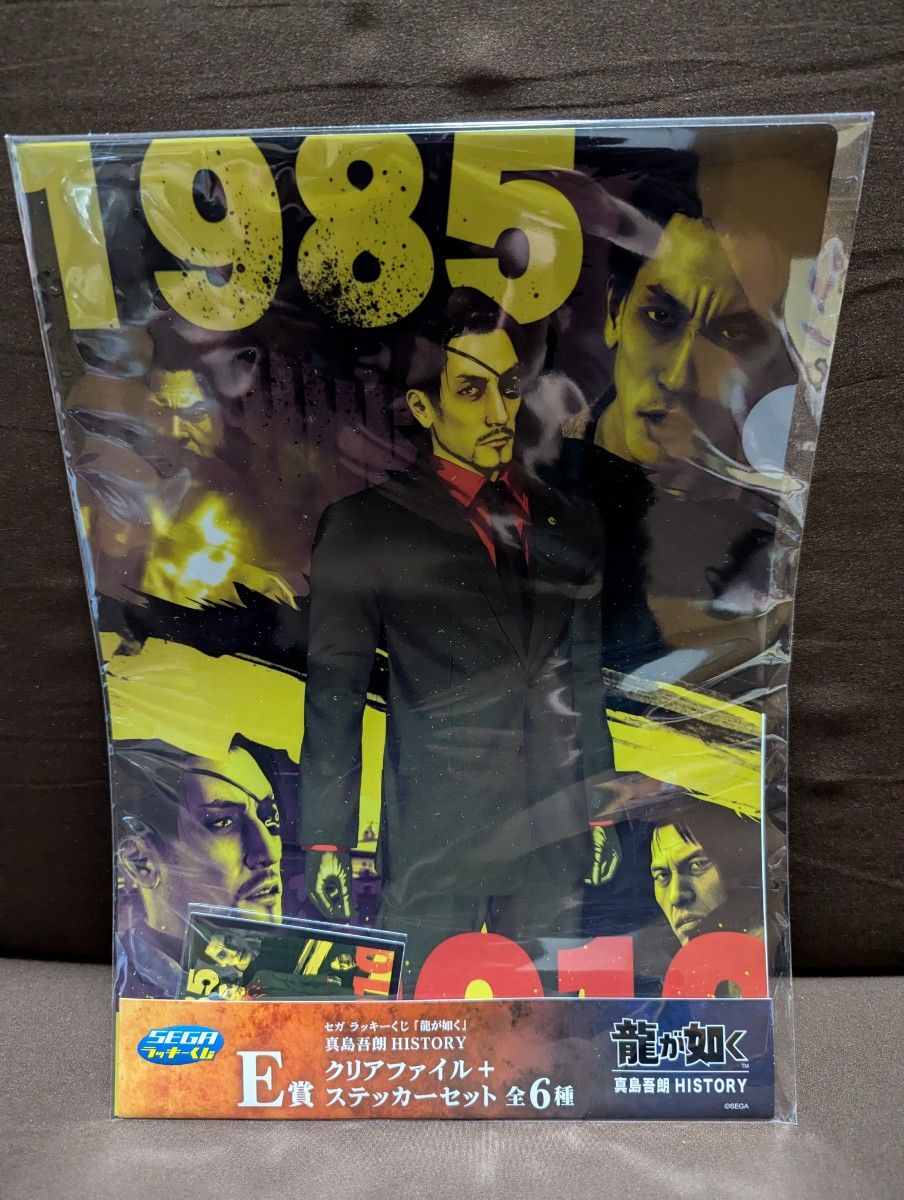 1985
SEGA
ラッキーくじ
セガ ラッキーくじ『龍が如く』
真島吾朗 HISTORY
E賞
クリアファイル+
ステッカーセット 全6種
龍が如く
TM
真島吾朗 HISTORY
©SEGA